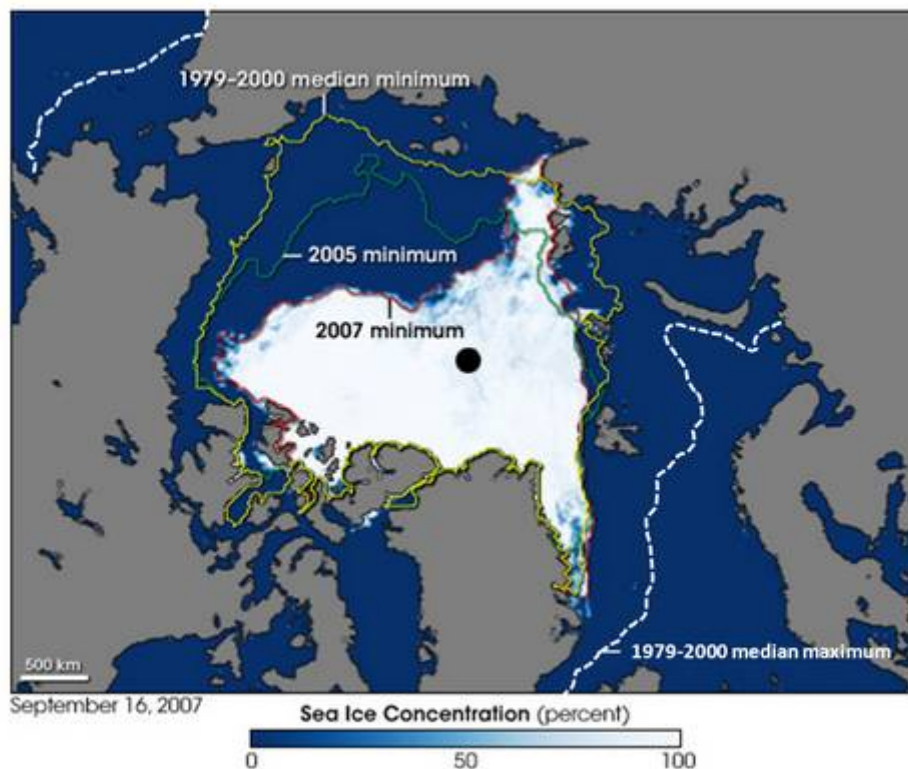 1979-2000 median minimum
2005 minimum
2007 minimum
1979-2000 median maximum
500 km
September 16, 2007
Sea Ice Concentration (percent)
0 50 100